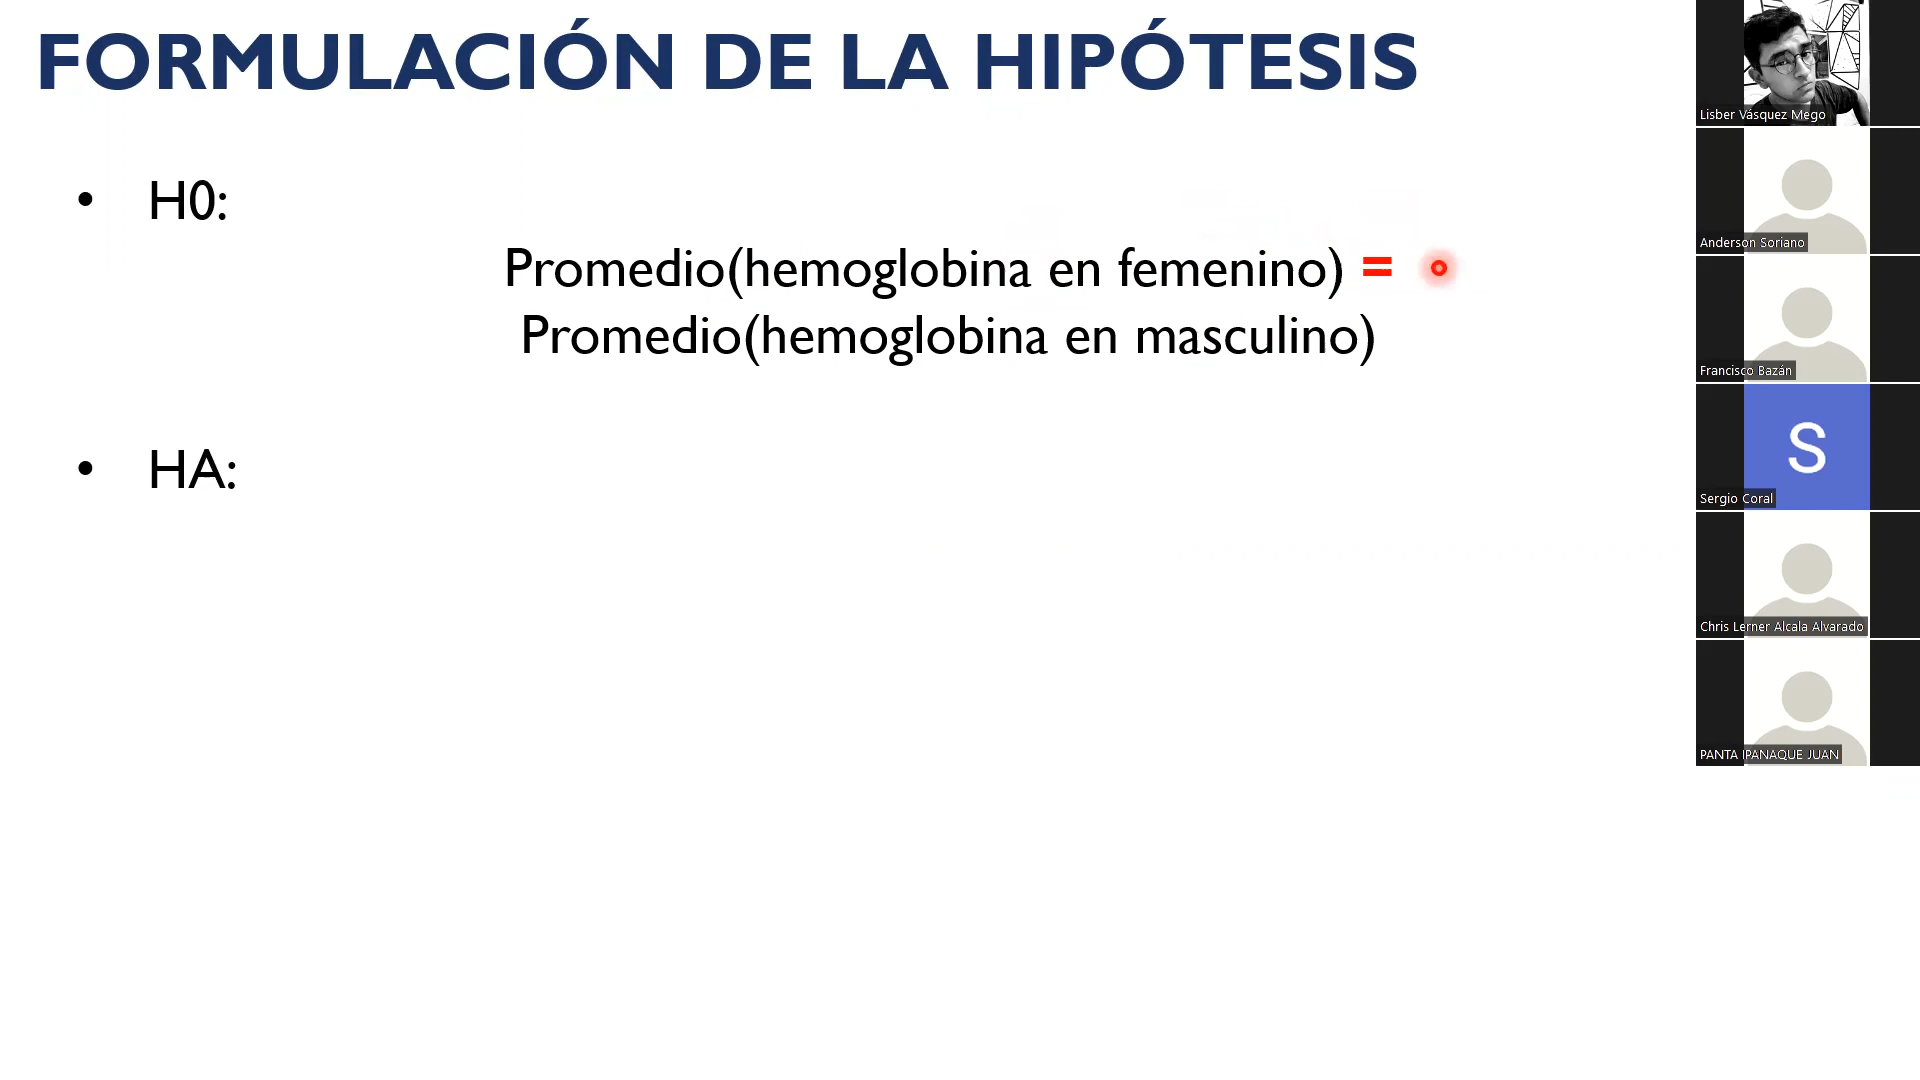 FORMULACIÓN DE LA HIPÓTESIS
• H0:
Promedio(hemoglobina en femenino) =
Promedio(hemoglobina en masculino)
• HA:
Lisber Vásquez Mego
Anderson Soriano
Francisco Bazán
S
Sergio Coral
Chris Lerner Alcala Alvarado
PANTA IPANAQUE JUAN